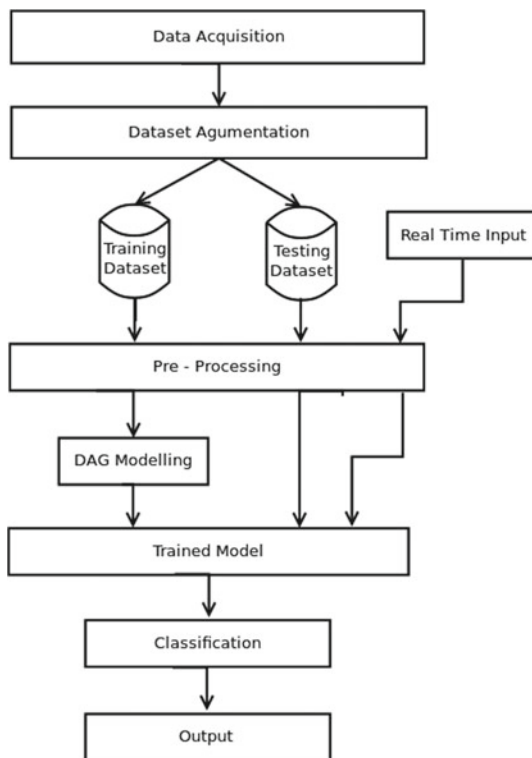 Data Acquisition
Dataset Agumentation
Training
Dataset
Testing
Dataset
Real Time Input
Pre - Processing
DAG Modelling
Trained Model
Classification
Output